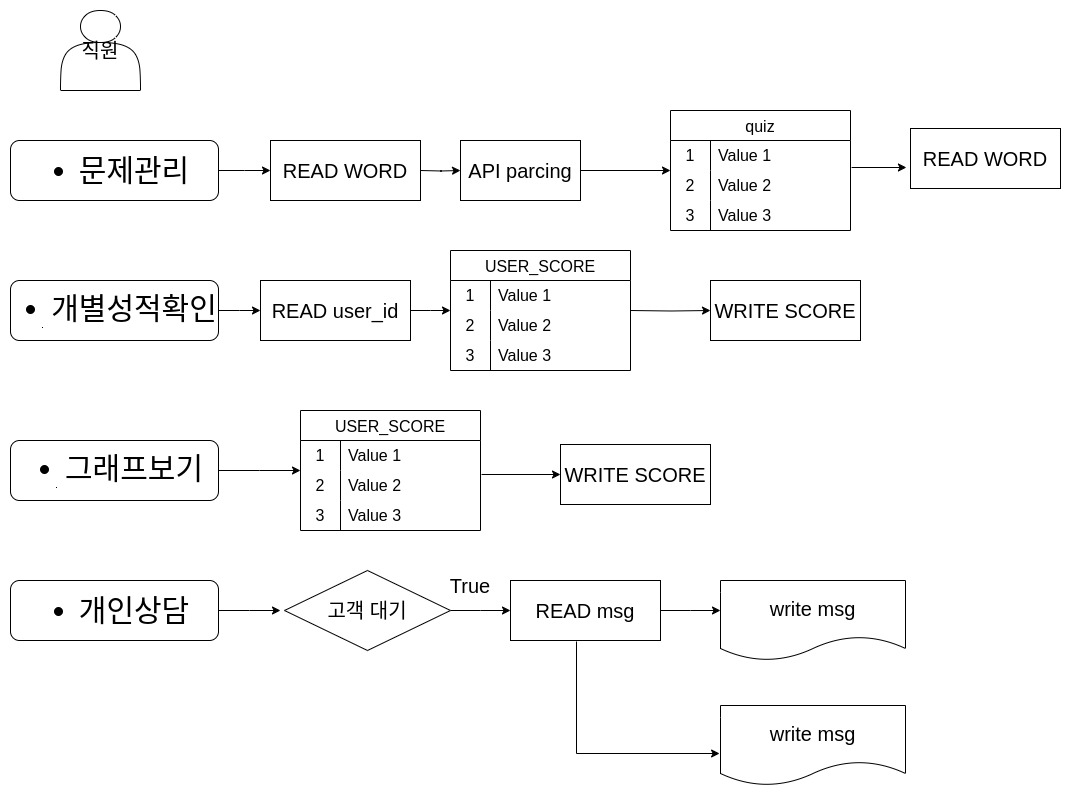 직원
• 문제관리
READ WORD
API parcing
quiz
1 Value 1
2 Value 2
3 Value 3
READ WORD
• 개별성적확인
READ user_id
USER_SCORE
1 Value 1
2 Value 2
3 Value 3
WRITE SCORE
• 그래프보기
USER_SCORE
1 Value 1
2 Value 2
3 Value 3
WRITE SCORE
• 개인상담
고객 대기
True
READ msg
write msg
write msg